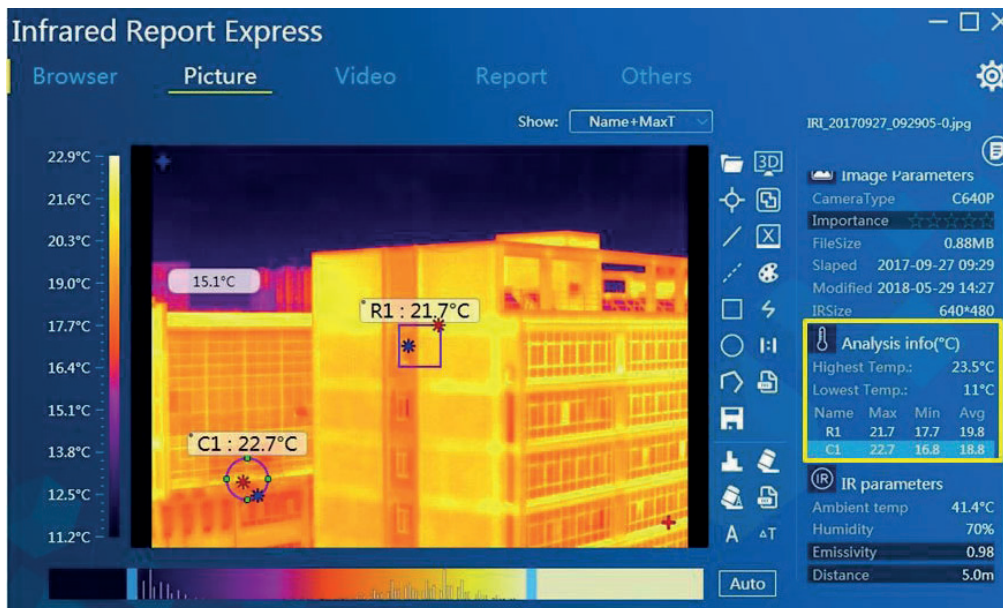 Infrared Report Express
Browser Picture Video Report Others
Show: Name+MaxT
IRI_20170927_092905-0.jpg
22.9°C
21.6°C
20.3°C
19.0°C
17.7°C
16.4°C
15.1°C
13.8°C
12.5°C
11.2°C
15.1°C
R1 : 21.7°C
C1 : 22.7°C
3D
X
1:1
A
ΔT
Auto
Image Parameters
CameraType C640P
Importance
FileSize 0.88MB
Slaped 2017-09-27 09:29
Modified 2018-05-29 14:27
IRSize 640*480
Analysis info(°C)
Highest Temp.: 23.5°C
Lowest Temp.: 11°C
Name Max Min Avg
R1 21.7 17.7 19.8
C1 22.7 16.8 18.8
IR IR parameters
Ambient temp 41.4°C
Humidity 70%
Emissivity 0.98
Distance 5.0m